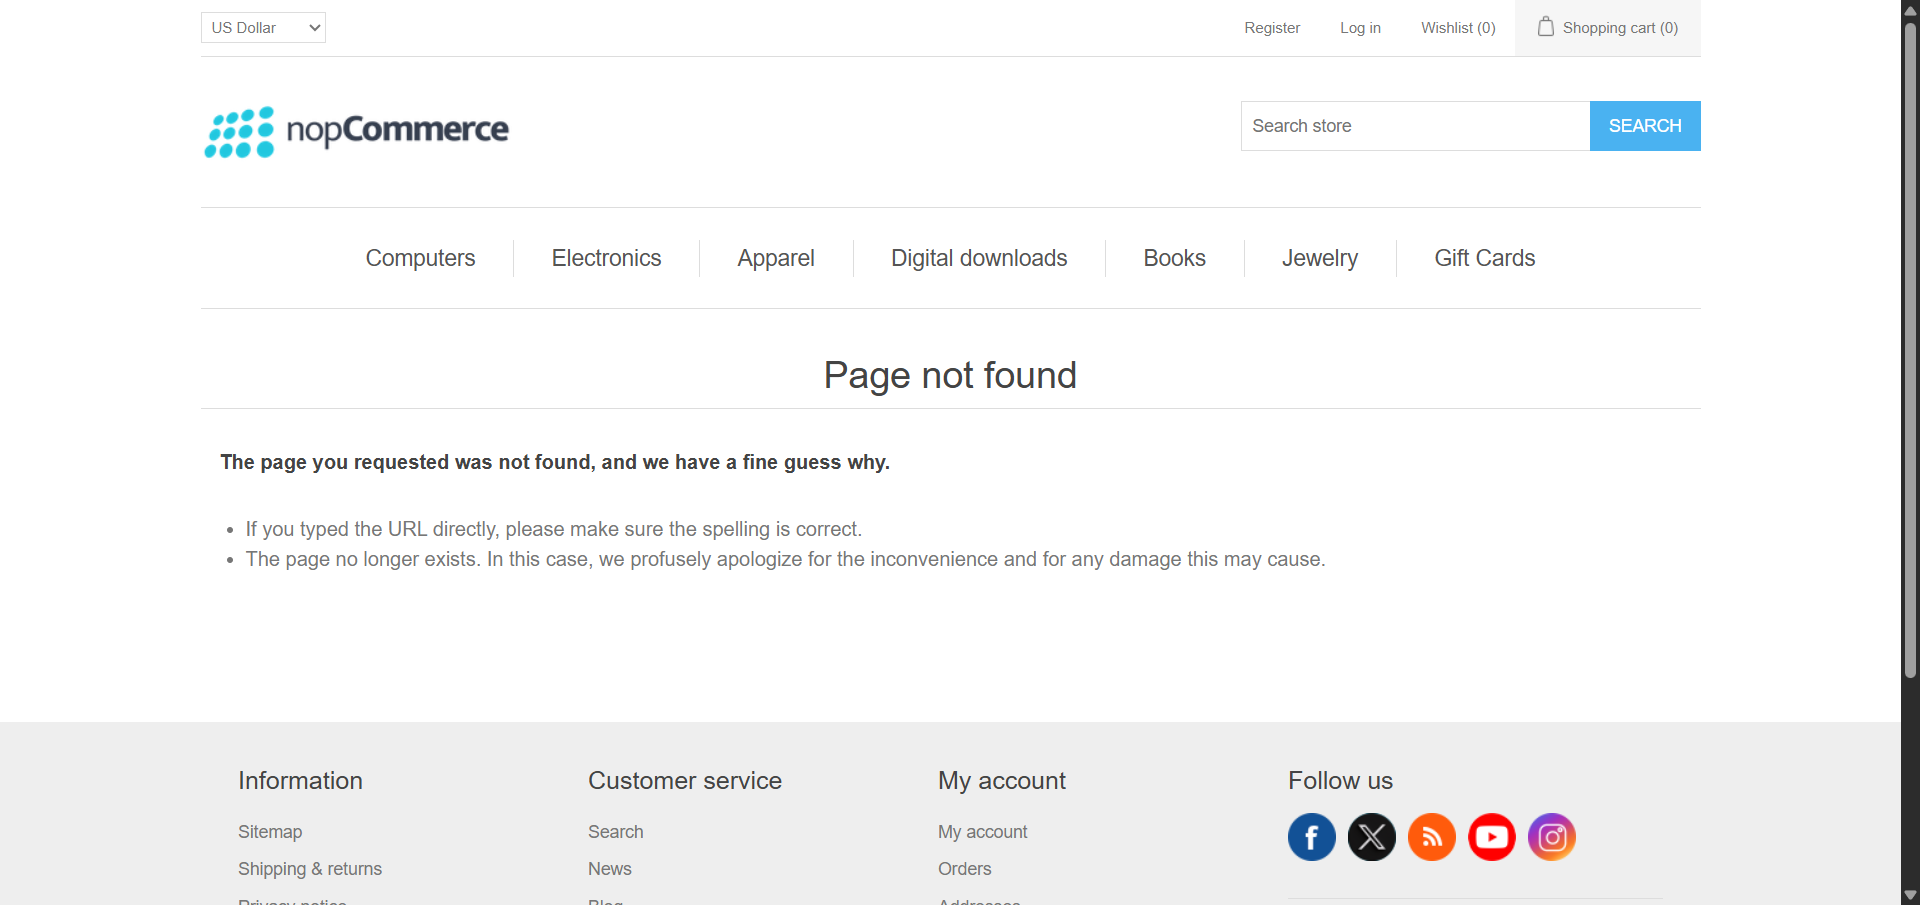 US Dollar
Register
Log in
Wishlist (0)
Shopping cart (0)
nopCommerce
Search store
SEARCH
Computers
Electronics
Apparel
Digital downloads
Books
Jewelry
Gift Cards
Page not found
The page you requested was not found, and we have a fine guess why.
If you typed the URL directly, please make sure the spelling is correct.
The page no longer exists. In this case, we profusely apologize for the inconvenience and for any damage this may cause.
Information
Sitemap
Shipping & returns
Privacy notice
Customer service
Search
News
Blog
My account
My account
Orders
Addresses
Follow us